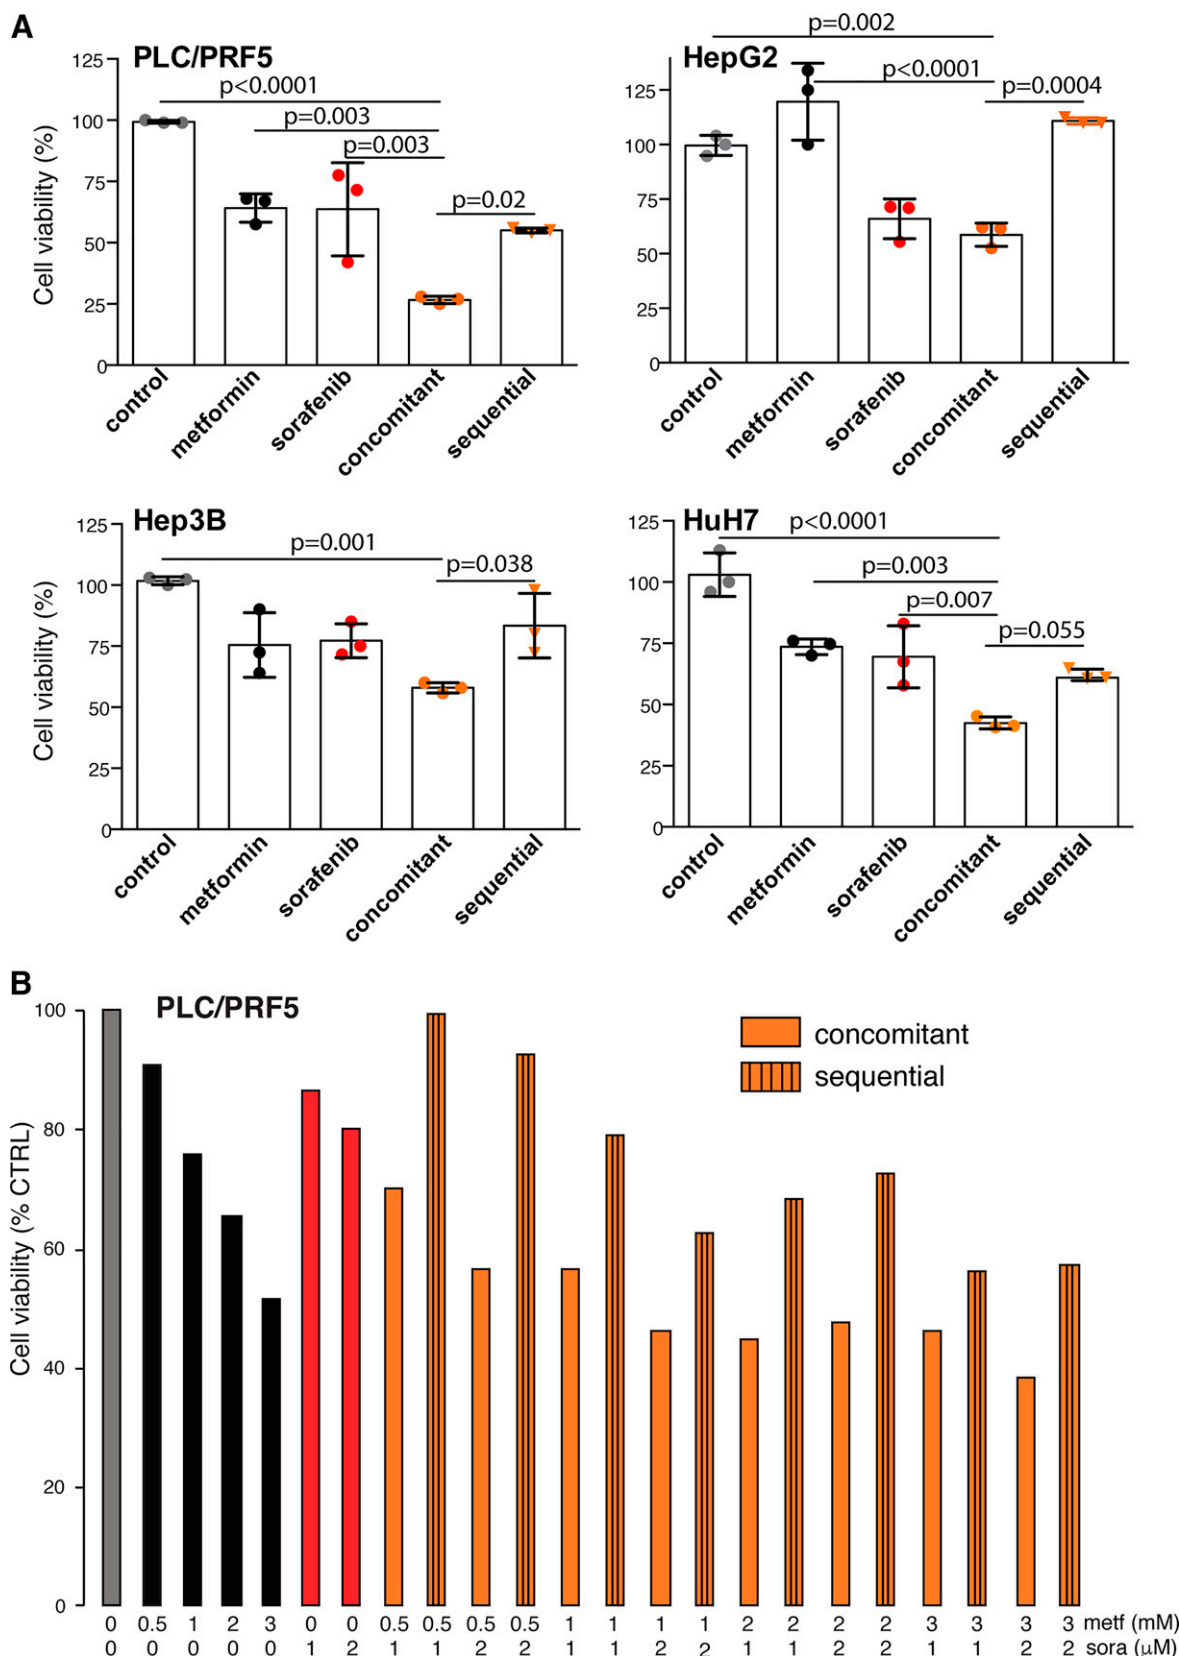 A
PLC/PRF5
p<0.0001
p=0.003
p=0.003
p=0.02
Cell viability (%)
125
100
75
50
25
0
control
metformin
sorafenib
concomitant
sequential
HepG2
p=0.002
p<0.0001
p=0.0004
125
100
75
50
25
0
control
metformin
sorafenib
concomitant
sequential
Hep3B
p=0.001
p=0.038
Cell viability (%)
125
100
75
50
25
0
control
metformin
sorafenib
concomitant
sequential
HuH7
p<0.0001
p=0.003
p=0.007
p=0.055
125
100
75
50
25
0
control
metformin
sorafenib
concomitant
sequential
B
PLC/PRF5
concomitant
sequential
Cell viability (% CTRL)
100
80
60
40
20
0
0 0.5 1 2 3 0 0 0.5 0.5 0.5 0.5 1 1 1 1 2 2 2 2 3 3 3 3 metf (mM)
0 0 0 0 0 1 2 1 1 2 2 1 1 2 2 1 1 2 2 1 1 2 2 sora (μM)